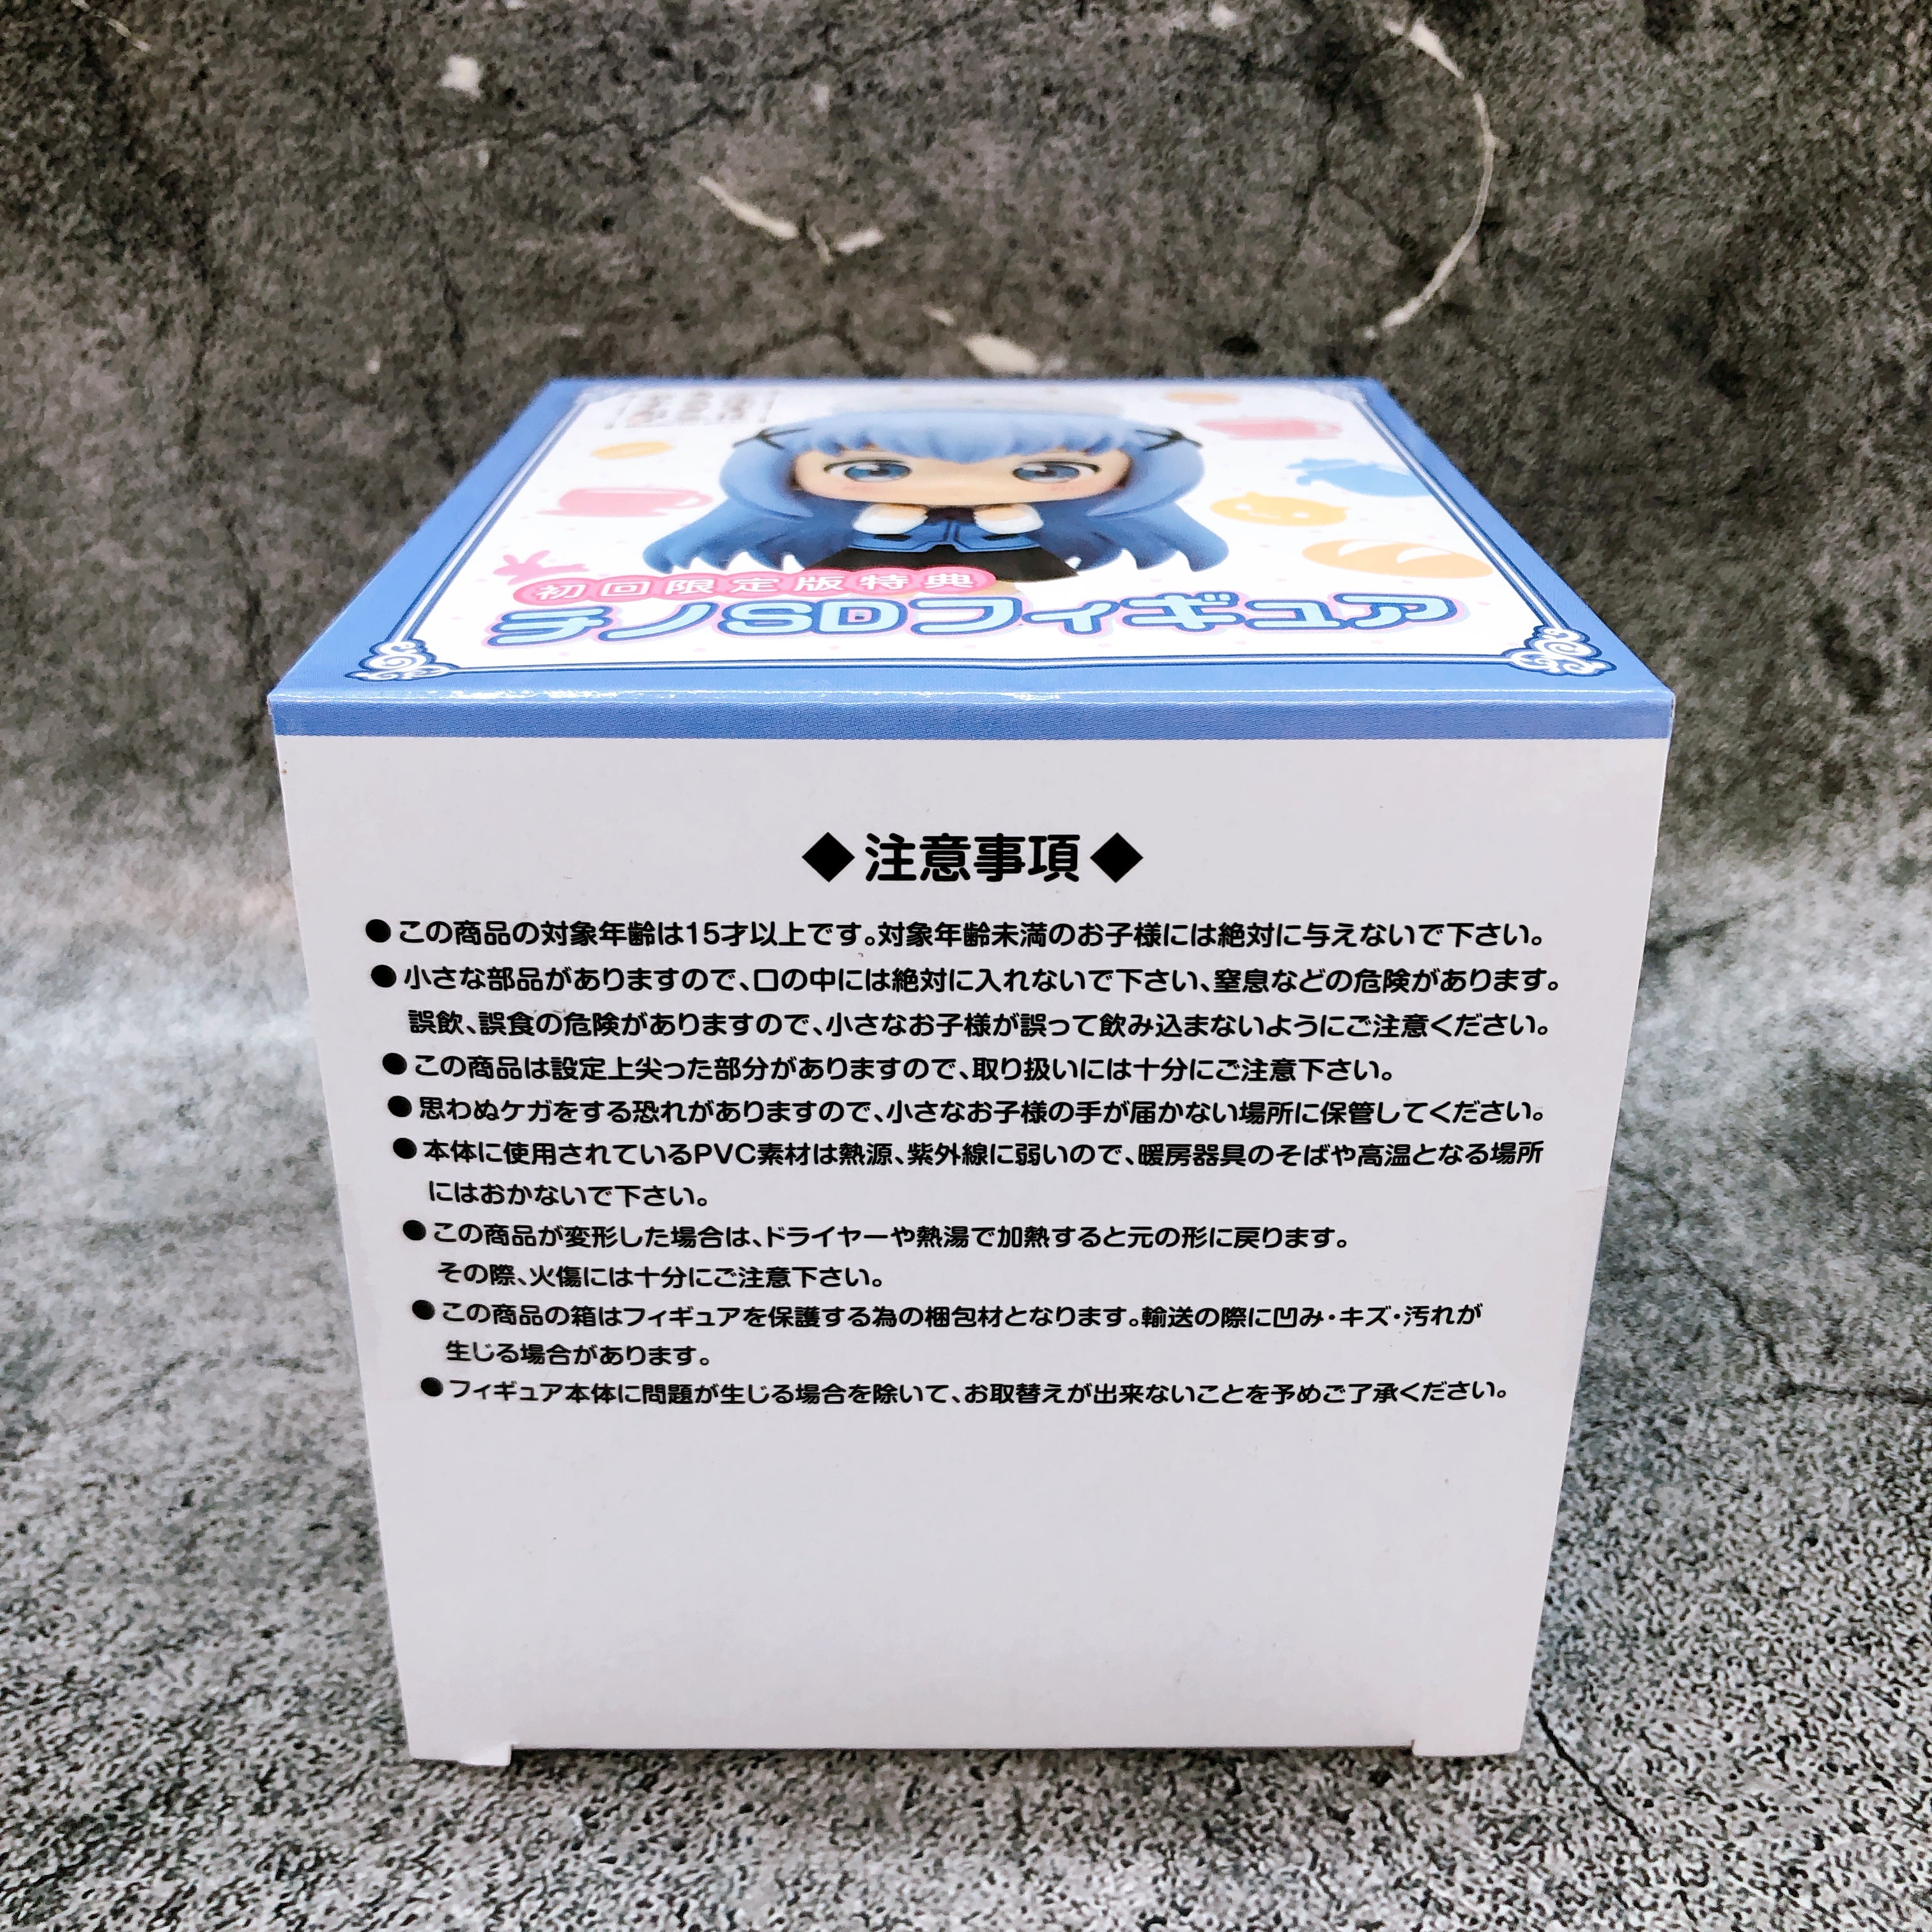 初回限定版特典
チノSDフィギュア
◆注意事項◆
●この商品の対象年齢は15才以上です。対象年齢未満のお子様には絶対に与えないで下さい。
●小さな部品がありますので、口の中には絶対に入れないで下さい、窒息などの危険があります。
誤飲、誤食の危険がありますので、小さなお子様が誤って飲み込まないようにご注意ください。
●この商品は設定上尖った部分がありますので、取り扱いには十分にご注意下さい。
●思わぬケガをする恐れがありますので、小さなお子様の手が届かない場所に保管してください。
●本体に使用されているPVC素材は熱源、紫外線に弱いので、暖房器具のそばや高温となる場所
にはおかないで下さい。
●この商品が変形した場合は、ドライヤーや熱湯で加熱すると元の形に戻ります。
その際、火傷には十分にご注意下さい。
●この商品の箱はフィギュアを保護する為の梱包材となります。輸送の際に凹み・キズ・汚れが
生じる場合があります。
●フィギュア本体に問題が生じる場合を除いて、お取替えが出来ないことを予めご了承ください。